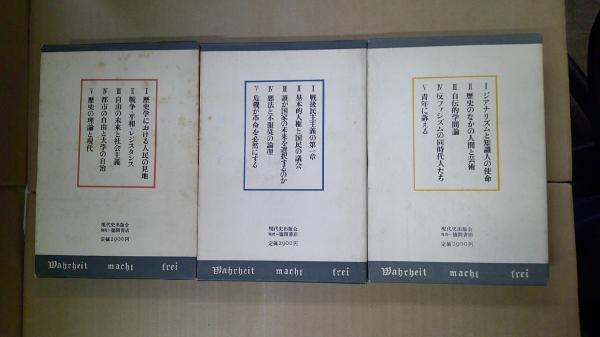 Ⅰ 歴史学における人民の見地
Ⅱ 戦争・平和・レジスタンス
Ⅲ 自由の未来と社会主義
Ⅳ 都市の自由と大学の自治
Ⅴ 歴史の理論と現代
現代史出版会
発売=徳間書店
定価2900円
Wahrheit macht frei
Ⅰ 戦後民主主義の第一章
Ⅱ 基本的人権と国民の議会
Ⅲ 誰が国家の未来を選択するのか
Ⅳ 悪法と不服従の論理
Ⅴ 危機が革命を必然にする
現代史出版会
発売=徳間書店
定価2900円
Wahrheit macht frei
Ⅰ ジアナリズムと知識人の使命
Ⅱ 歴史のなかの人間と芸術
Ⅲ 自伝的学問論
Ⅳ 反ファシズムの同時代人たち
Ⅴ 青年に訴える
現代史出版会
発売=徳間書店
定価2900円
Wahrheit macht frei